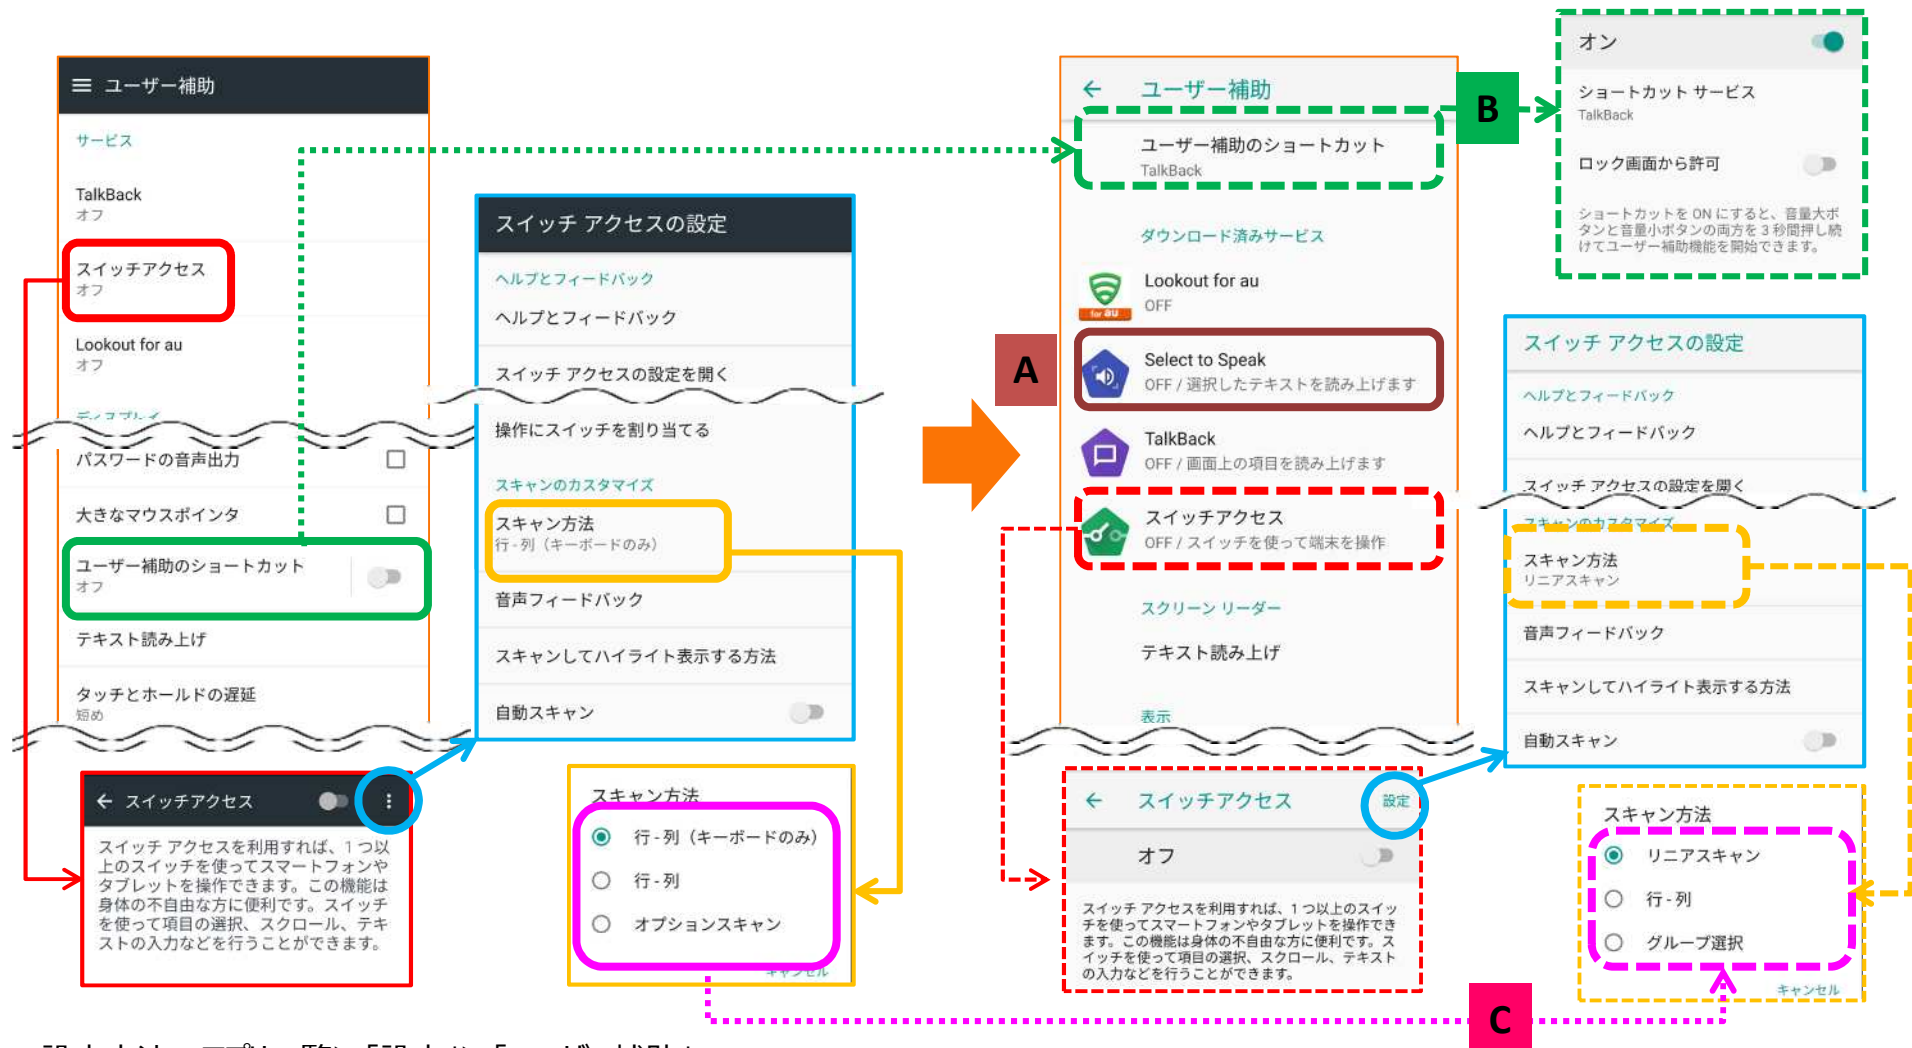 ユーザー補助
サービス
TalkBack
オフ
スイッチアクセス
オフ
Lookout for au
オフ
ディスプレイ
パスワードの音声出力
大きなマウスポインタ
ユーザー補助のショートカット
オフ
テキスト読み上げ
タッチとホールドの遅延
短め
スイッチアクセス
スイッチ アクセスを利用すれば、1 つ以
上のスイッチを使ってスマートフォンや
タブレットを操作できます。この機能は
身体の不自由な方に便利です。スイッチ
を使って項目の選択、スクロール、テキ
ストの入力などを行うことができます。
スイッチ アクセスの設定
ヘルプとフィードバック
ヘルプとフィードバック
スイッチ アクセスの設定を開く
操作にスイッチを割り当てる
スキャンのカスタマイズ
スキャン方法
行 - 列（キーボードのみ）
音声フィードバック
スキャンしてハイライト表示する方法
自動スキャン
スキャン方法
行 - 列（キーボードのみ）
行 - 列
オプションスキャン
キャンセル
A
ユーザー補助
ユーザー補助のショートカット
TalkBack
ダウンロード済みサービス
for au
Lookout for au
OFF
Select to Speak
OFF / 選択したテキストを読み上げます
TalkBack
OFF / 画面上の項目を読み上げます
スイッチアクセス
OFF / スイッチを使って端末を操作
スクリーン リーダー
テキスト読み上げ
表示
スイッチアクセス
設定
オフ
スイッチ アクセスを利用すれば、1 つ以上のスイッ
チを使ってスマートフォンやタブレットを操作でき
ます。この機能は身体の不自由な方に便利です。ス
イッチを使って項目の選択、スクロール、テキスト
の入力などを行うことができます。
B
オン
ショートカット サービス
TalkBack
ロック画面から許可
ショートカットを ON にすると、音量大ボ
タンと音量小ボタンの両方を 3 秒間押し続
けてユーザー補助機能を開始できます。
スイッチ アクセスの設定
ヘルプとフィードバック
ヘルプとフィードバック
スイッチ アクセスの設定を開く
スキャンのカスタマイズ
スキャン方法
リニアスキャン
音声フィードバック
スキャンしてハイライト表示する方法
自動スキャン
スキャン方法
リニアスキャン
行 - 列
グループ選択
キャンセル
C